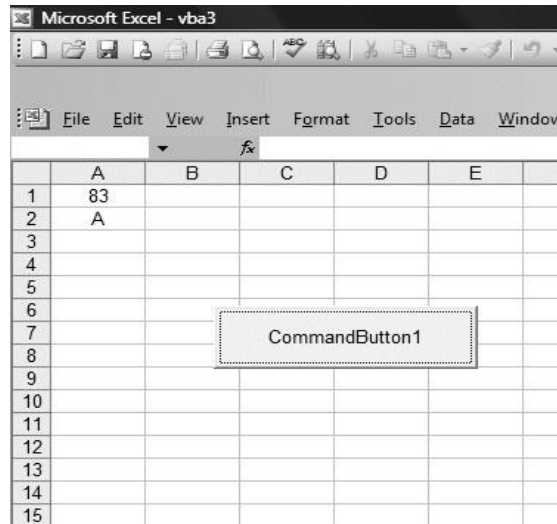 Microsoft Excel - vba3
ABC
File Edit View Insert Format Tools Data Window
fx
A B C D E
1 83
2 A
3
4
5
6
7 CommandButton1
8
9
10
11
12
13
14
15